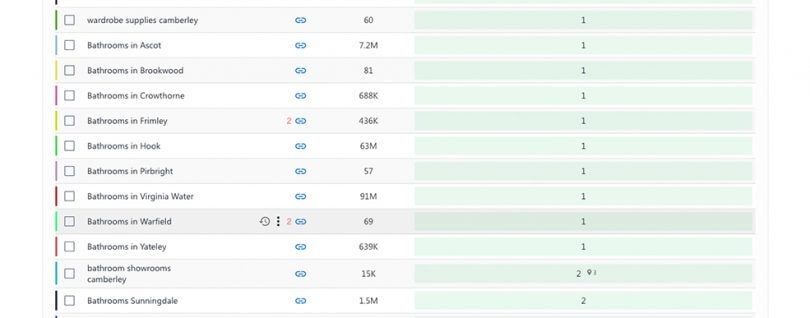 wardrobe supplies camberley 60 1
Bathrooms in Ascot 7.2M 1
Bathrooms in Brookwood 81 1
Bathrooms in Crowthorne 688K 1
Bathrooms in Frimley 2 436K 1
Bathrooms in Hook 63M 1
Bathrooms in Pirbright 57 1
Bathrooms in Virginia Water 91M 1
Bathrooms in Warfield 2 69 1
Bathrooms in Yateley 639K 1
bathroom showrooms
camberley 15K 2 3
Bathrooms Sunningdale 1.5M 2